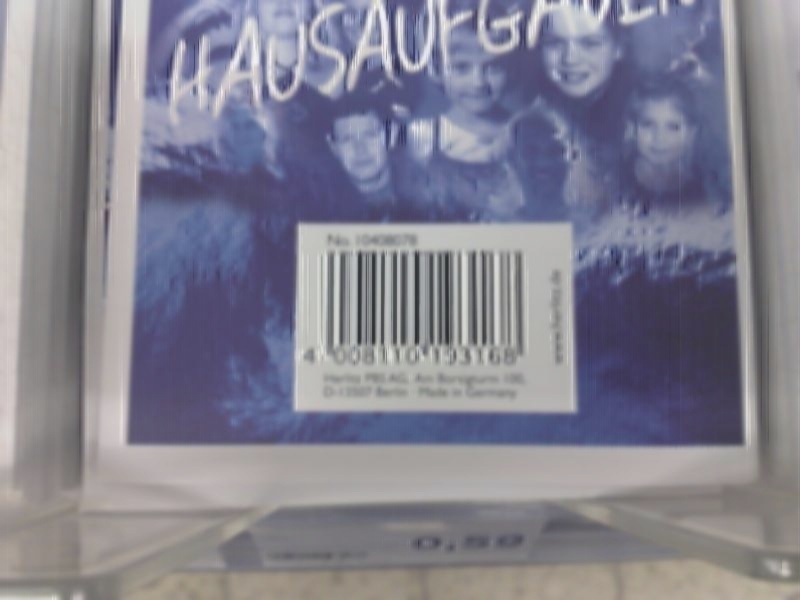 HAUSAUFGABEN
No. 10408078
4 008110 193168
www.herlitz.de
Herlitz PBS AG, Am Borsigturm 100,
D-13507 Berlin · Made in Germany
0,59